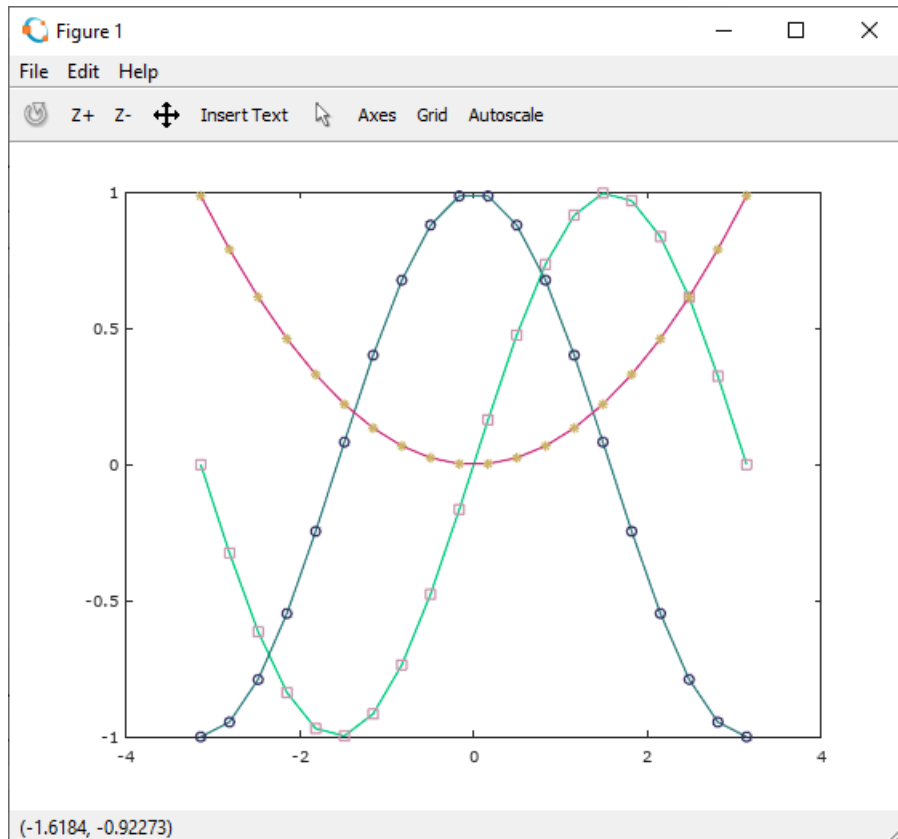 Figure 1
File Edit Help
Z+ Z- Insert Text Axes Grid Autoscale
1
0.5
0
-0.5
-1
-4 -2 0 2 4
(-1.6184, -0.92273)